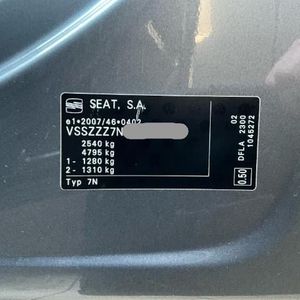 SEAT, S.A.
e1*2007/46*0402
VSSZZZ7N
2540 kg
4795 kg
1- 1280 kg
2- 1310 kg
Typ 7N
02
DFLA 2300
1045272
0.50